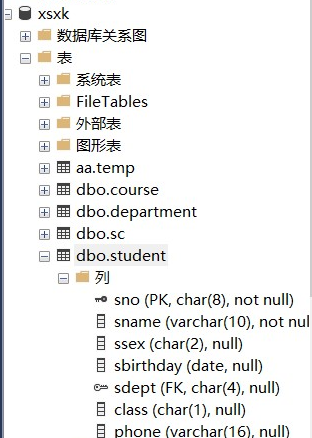 xsxk
数据库关系图
表
系统表
FileTables
外部表
图形表
aa.temp
dbo.course
dbo.department
dbo.sc
dbo.student
列
sno (PK, char(8), not null)
sname (varchar(10), not nul
ssex (char(2), null)
sbirthday (date, null)
sdept (FK, char(4), null)
class (char(1), null)
phone (varchar(16), null)